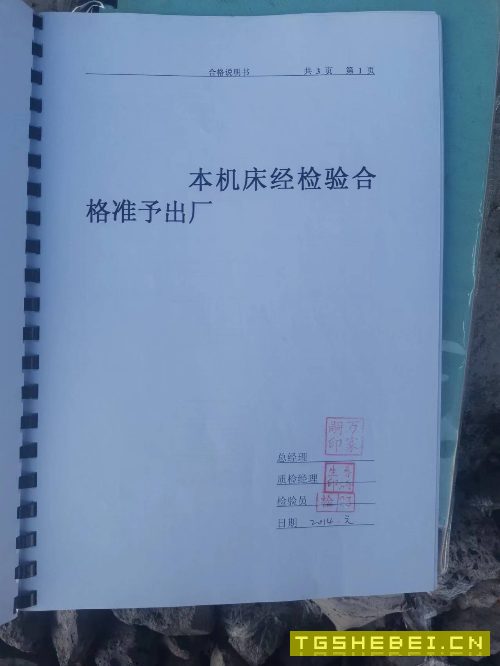 合格说明书 共 3 页 第 1 页
本机床经检验合
格准予出厂
总经理
质检经理
检验员
日期 2014.
TGSHEBEI.CN